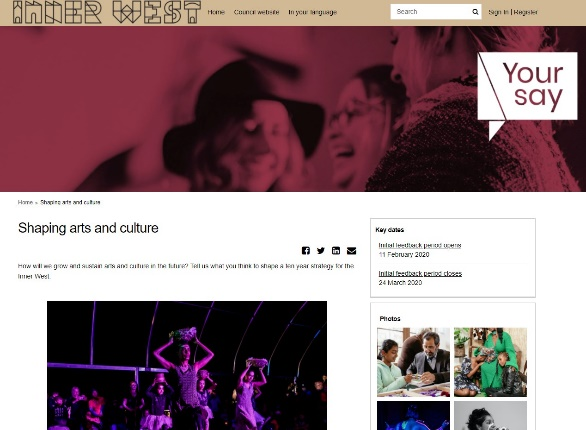 INNER WEST
Home Council website In your language
Search
Sign In | Register
Your
say
Home » Shaping arts and culture
Shaping arts and culture
How will we grow and sustain arts and culture in the future? Tell us what you think to shape a ten year strategy for the
Inner West.
Key dates
Initial feedback period opens
11 February 2020
Initial feedback period closes
24 March 2020
Photos